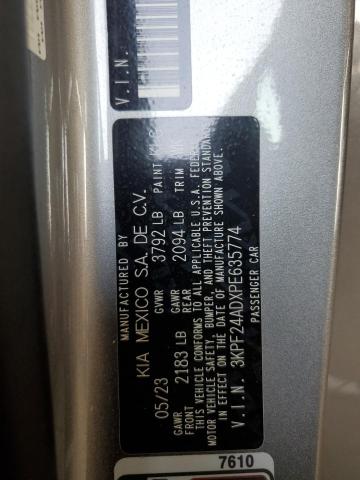 V.I.N.
MANUFACTURED BY
KIA MEXICO S.A. DE C.V.
05/23 GVWR 3792 LB PAINT
GAWR FRONT 2183 LB GAWR REAR 2094 LB TRIM
THIS VEHICLE CONFORMS TO ALL APPLICABLE U.S.A. FEDERAL
MOTOR VEHICLE SAFETY, BUMPER, AND THEFT PREVENTION STANDARDS
IN EFFECT ON THE DATE OF MANUFACTURE SHOWN ABOVE.
V.I.N. 3KPF24ADXPE635774
PASSENGER CAR
7610